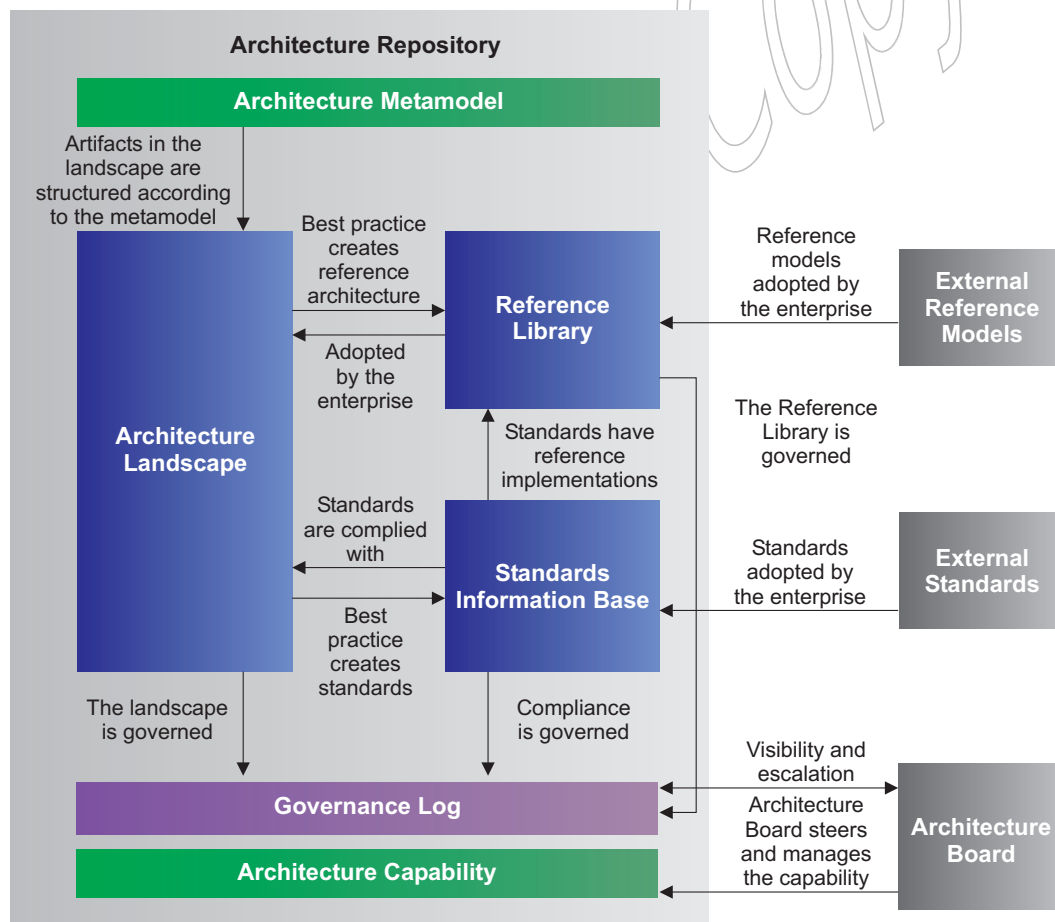 Copy
Architecture Repository
Architecture Metamodel
Artifacts in the
landscape are
structured according
to the metamodel
Best practice
creates
reference
architecture
Reference
Library
Reference
models
adopted by
the enterprise
External
Reference
Models
Adopted
by the
enterprise
The Reference
Library is
governed
Architecture
Landscape
Standards have
reference
implementations
Standards
are complied
with
Standards
Information Base
Standards
adopted by
the enterprise
External
Standards
Best
practice
creates
standards
The landscape
is governed
Compliance
is governed
Visibility and
escalation
Governance Log
Architecture
Board steers
and manages
the capability
Architecture
Board
Architecture Capability